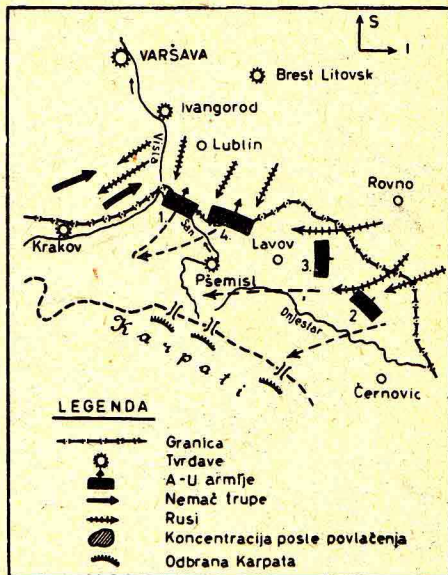 S
I
VARŠAVA
Brest Litovsk
Ivangorod
Visla
Lublin
Rovno
1.
4.
San
Krakov
Lavov
3.
Pšemisl
2
Dnjestar
Karpati
Černovic
LEGENDA
Granica
Tvrđave
A-U armije
Nemač trupe
Rusi
Koncentracija posle povlačenja
Odbrana Karpata